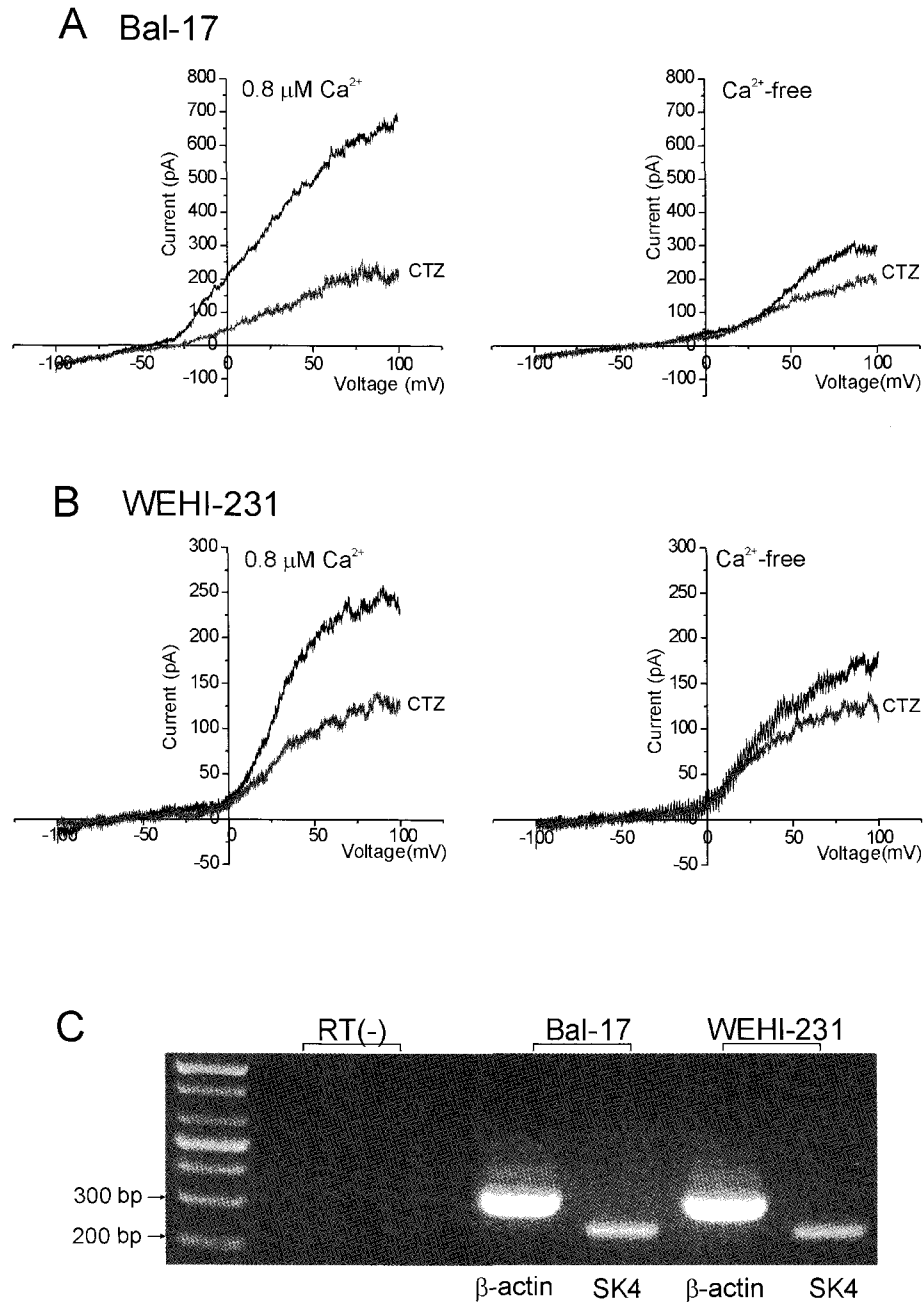 A Bal-17
0.8 μM Ca²⁺
Ca²⁺-free
800
700
600
500
400
300
200
100
0
-100
Current (pA)
CTZ
-100 -50 0 50 100
Voltage (mV)
800
700
600
500
400
300
200
100
0
-100
Current (pA)
CTZ
-100 -50 0 50 100
Voltage(mV)
B WEHI-231
0.8 μM Ca²⁺
Ca²⁺-free
300
250
200
150
100
50
0
-50
Current (pA)
CTZ
-100 -50 0 50 100
Voltage(mV)
300
250
200
150
100
50
0
-50
Current (pA)
CTZ
-100 -50 0 50 100
Voltage(mV)
C
RT(-) Bal-17 WEHI-231
300 bp
200 bp
β-actin SK4 β-actin SK4